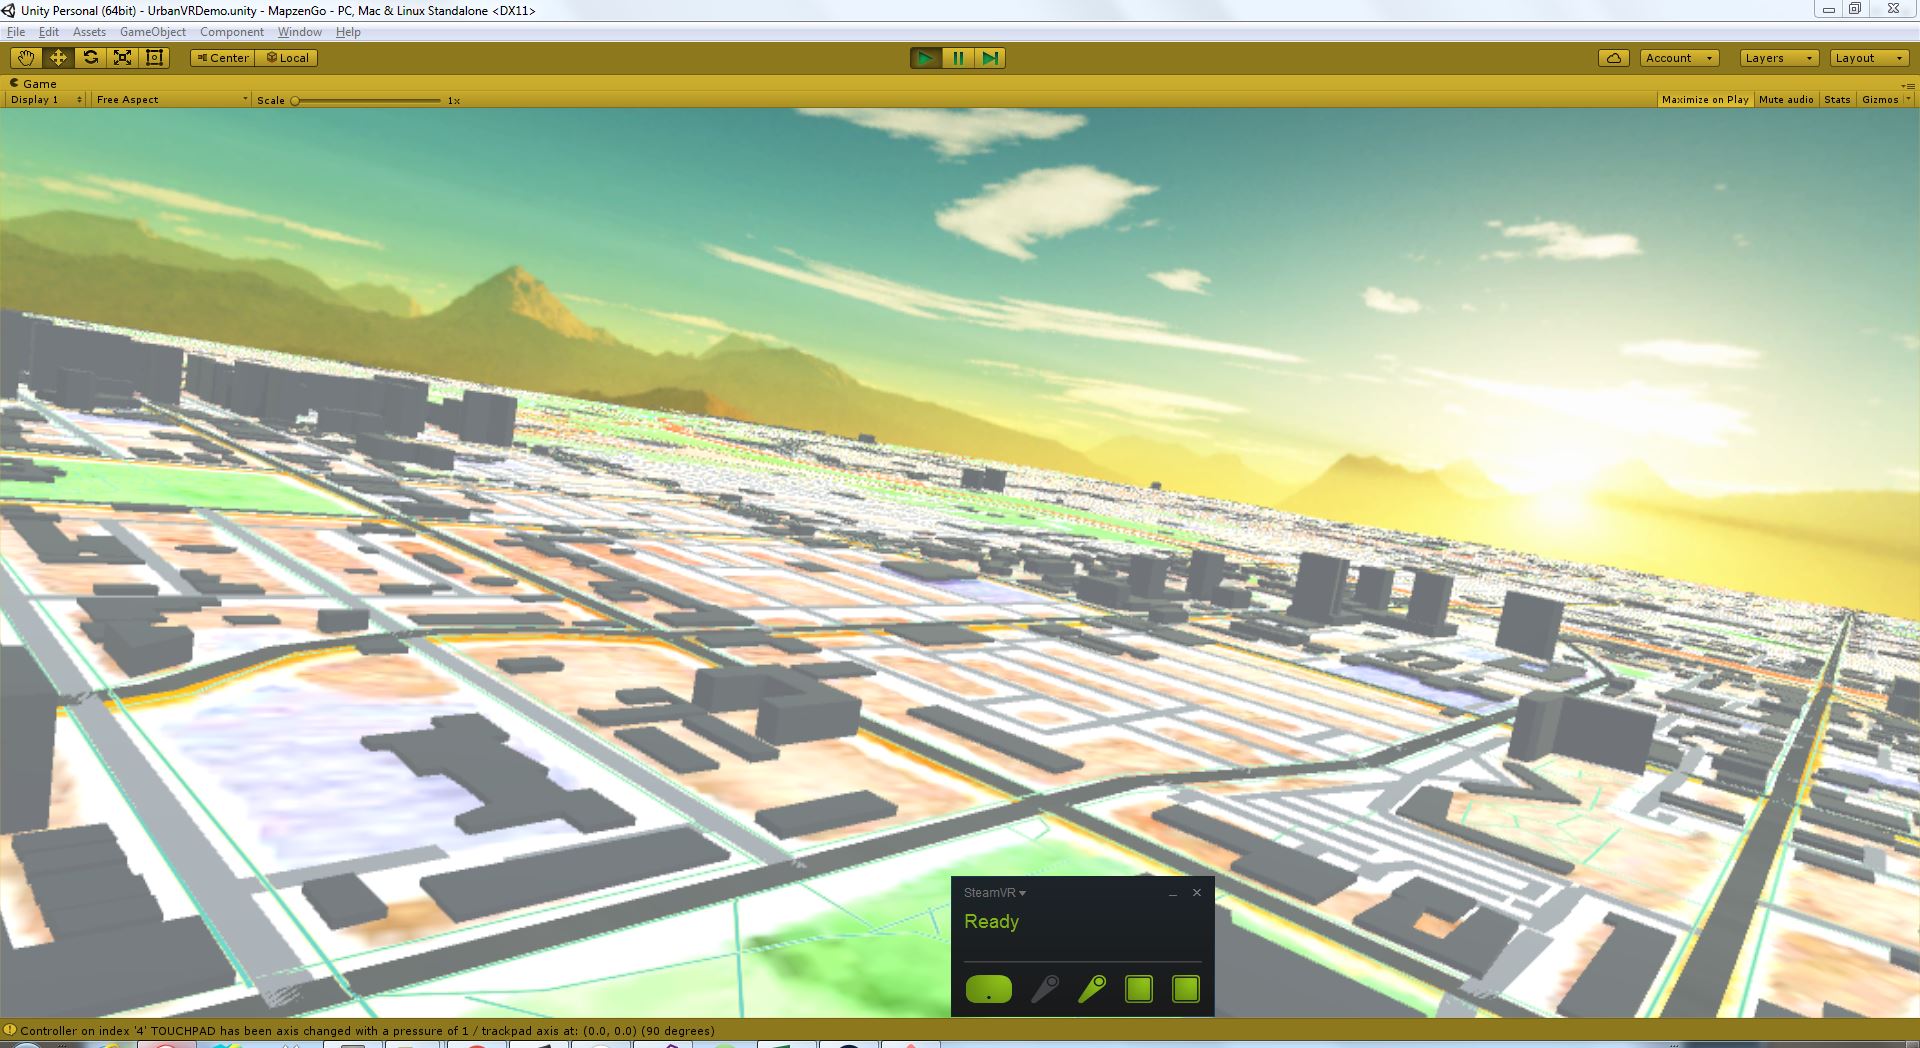 Unity Personal (64bit) - UrbanVRDemo.unity - MapzenGo - PC, Mac & Linux Standalone <DX11>
File Edit Assets GameObject Component Window Help
Center Local Account Layers Layout
Game
Display 1 Free Aspect Scale 1x Maximize on Play Mute audio Stats Gizmos
SteamVR
Ready
Controller on index '4' TOUCHPAD has been axis changed with a pressure of 1 / trackpad axis at: (0.0, 0.0) (90 degrees)